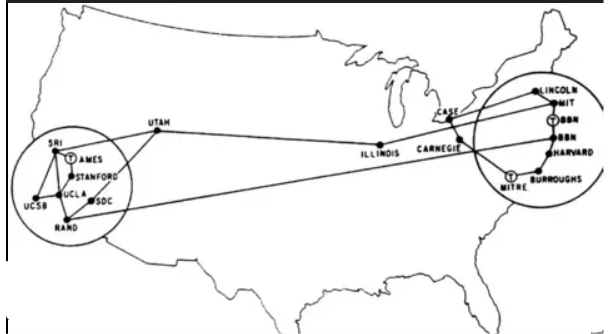 LINCOLN
CASE
MIT
UTAH
T BBN
SRI
BBN
T AMES
ILLINOIS
CARNEGIE
HARVARD
STANFORD
T
BURROUGHS
MITRE
UCLA
SDC
UCSB
RAND